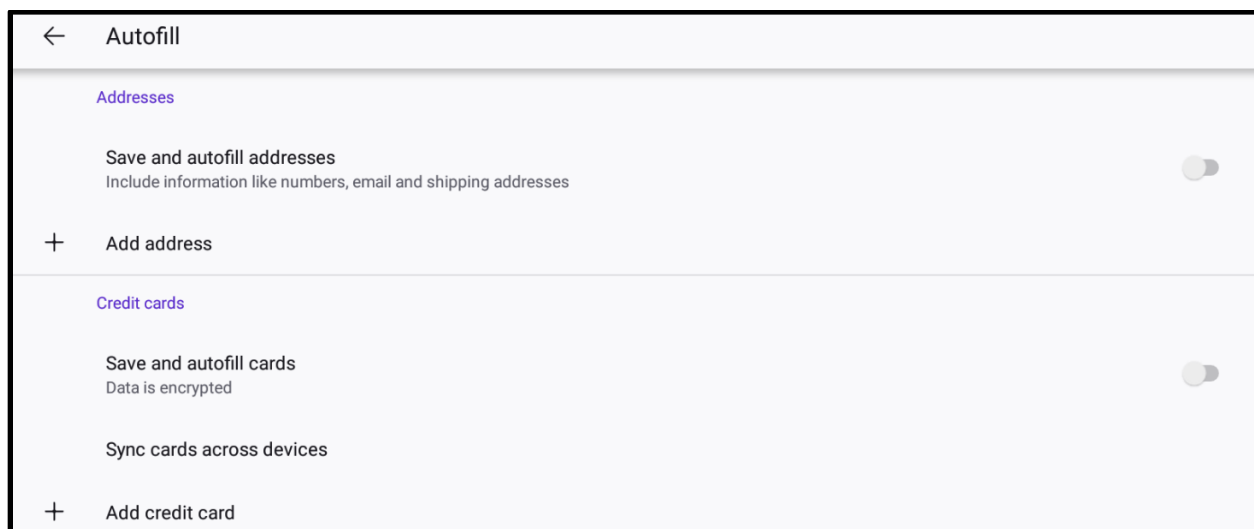 Autofill
Addresses
Save and autofill addresses
Include information like numbers, email and shipping addresses
Add address
Credit cards
Save and autofill cards
Data is encrypted
Sync cards across devices
Add credit card